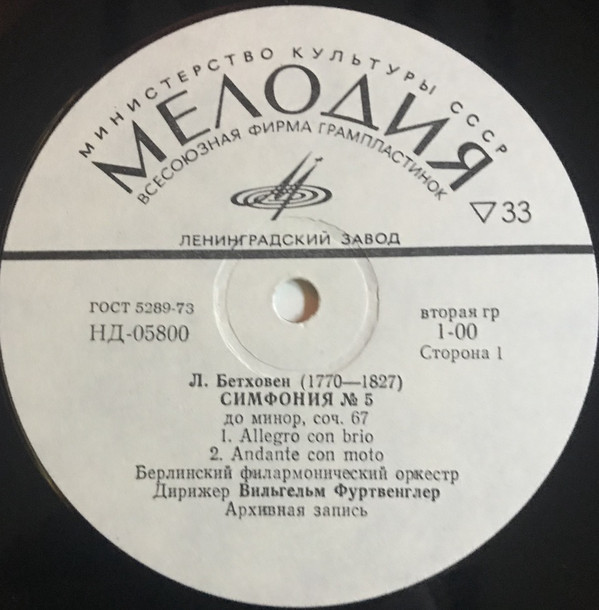 МИНИСТЕРСТВО КУЛЬТУРЫ СССР
МЕЛОДИЯ
ВСЕСОЮЗНАЯ ФИРМА ГРАМПЛАСТИНОК
▽33
ЛЕНИНГРАДСКИЙ ЗАВОД
ГОСТ 5289-73
НД-05800
вторая гр
1-00
Сторона 1
Л. Бетховен (1770—1827)
СИМФОНИЯ № 5
до минор, соч. 67
1. Allegro con brio
2. Andante con moto
Берлинский филармонический оркестр
Дирижер Вильгельм Фуртвенглер
Архивная запись